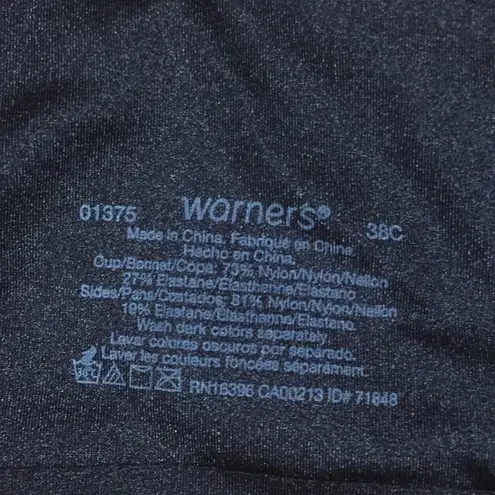 01375 warners® 38C
Made in China. Fabriqué en Chine
Hecho en China.
Cup/Bonnet/Copa: 73% Nylon/Nylon/Nailon
27% Elastane/Elasthanne/Elastano
Sides/Pans/Costados: 81% Nylon/Nylon/Nailon
19% Elastane/Elasthanne/Elastano.
Wash dark colors separately
Lavar colores oscuros por separado.
Laver les couleurs foncées séparément.
30°C RN16396 CA00213 ID# 71848